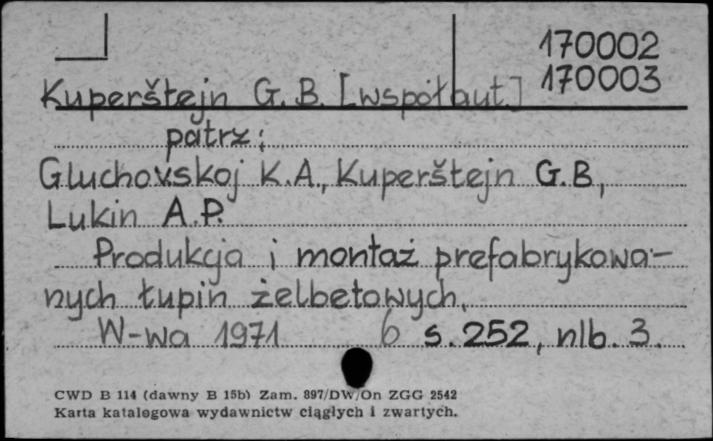 170002
170003
Kuperštejn G. B. [współaut.]
patrz:
Gluchovskoj K.A., Kuperštejn G.B.,
Lukin A.P.
Produkcja i montaż prefabrykowa-
nych łupin żelbetowych.
W-wa 1971 6 s. 252, nlb. 3.
CWD B 114 (dawny B 15b) Zam. 897/DW/On ZGG 2542
Karta katalogowa wydawnictw ciągłych i zwartych.